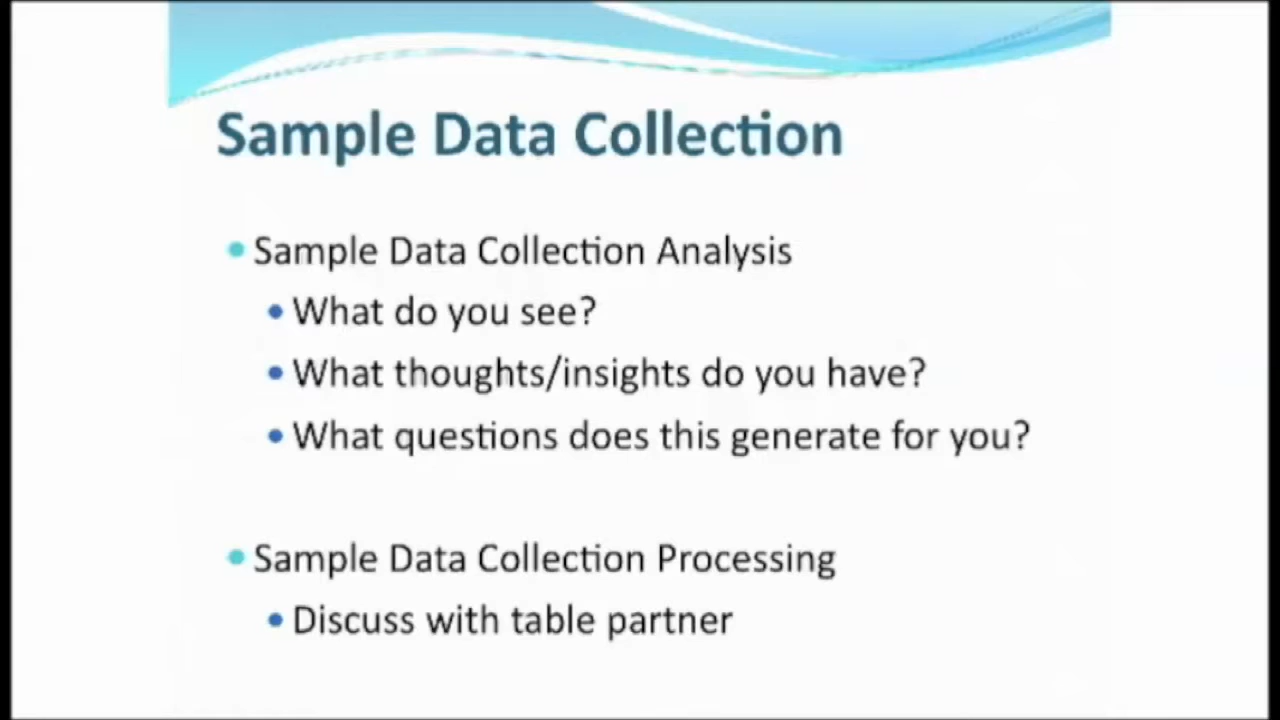 Sample Data Collection
Sample Data Collection Analysis
What do you see?
What thoughts/insights do you have?
What questions does this generate for you?
Sample Data Collection Processing
Discuss with table partner